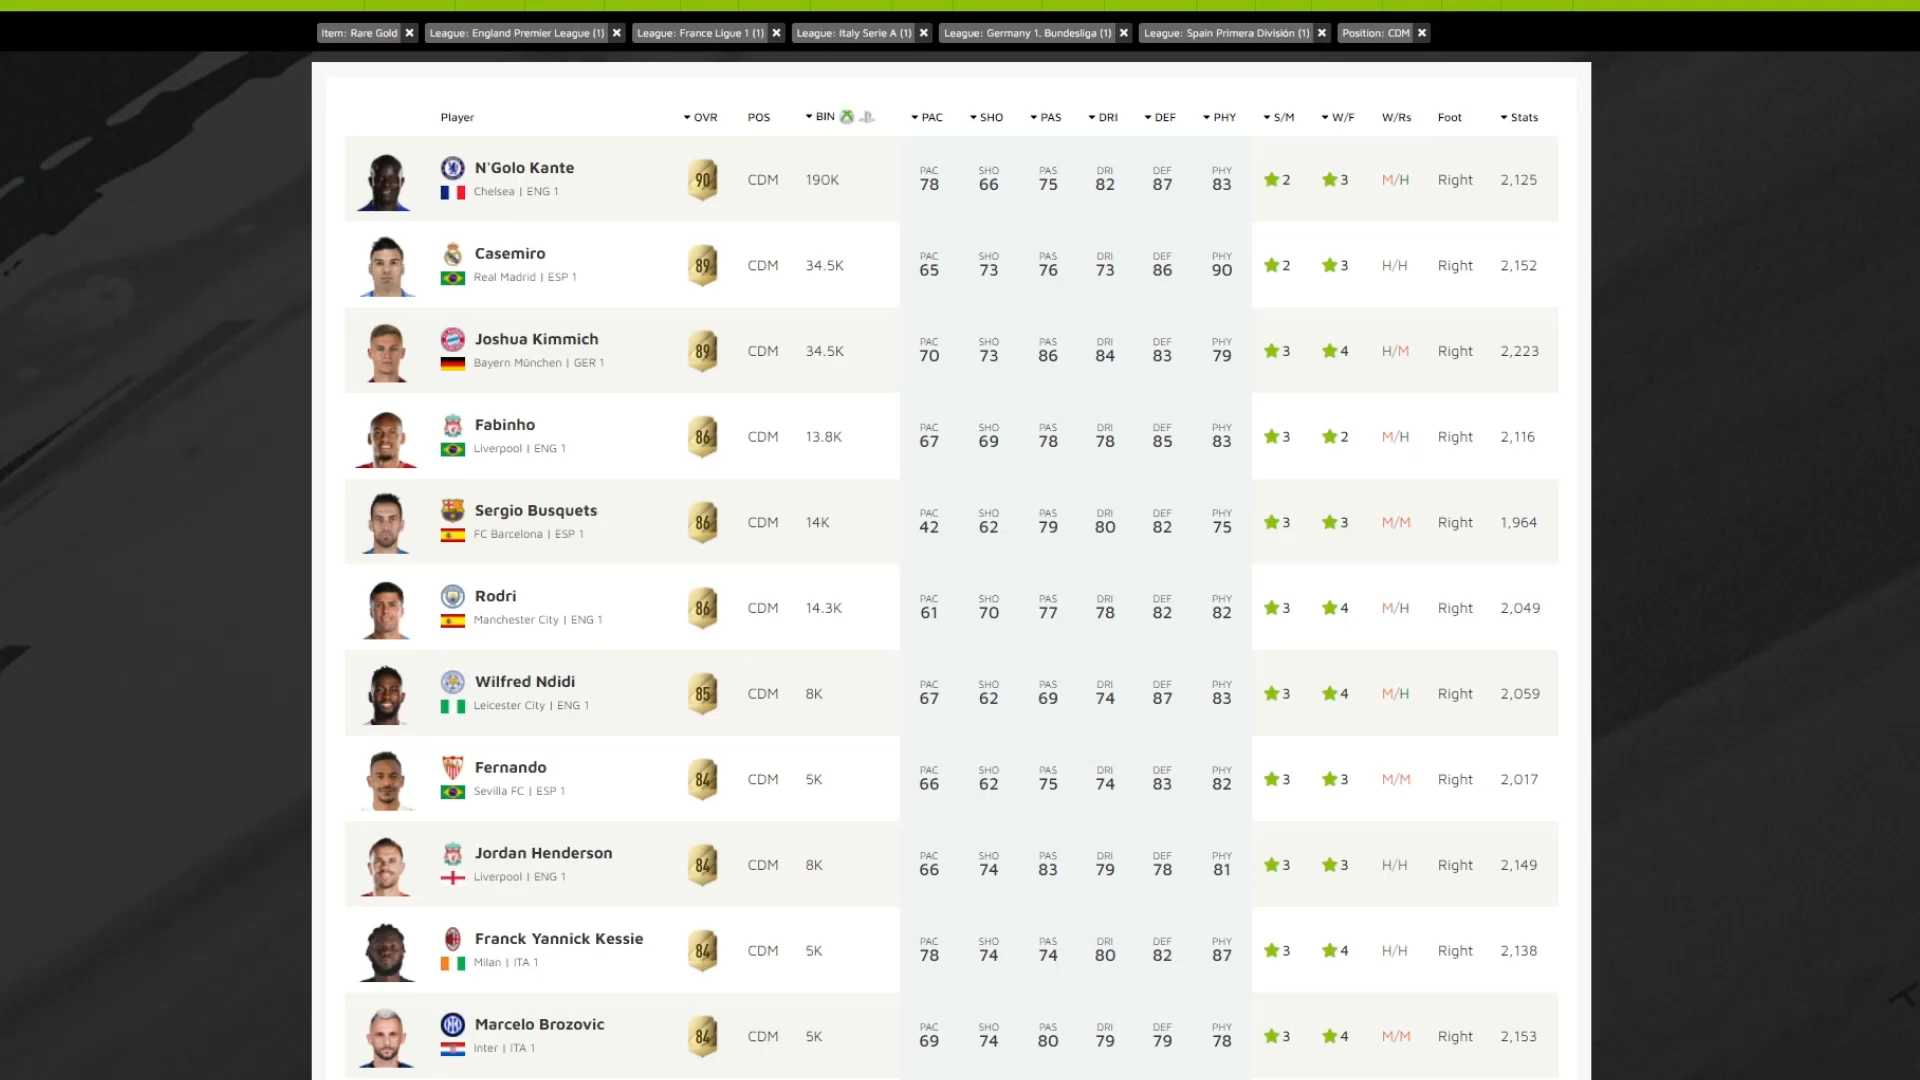 Item: Rare Gold ✖ League: England Premier League (1) ✖ League: France Ligue 1 (1) ✖ League: Italy Serie A (1) ✖ League: Germany 1. Bundesliga (1) ✖ League: Spain Primera División (1) ✖ Position: CDM ✖
Player OVR POS BIN PAC SHO PAS DRI DEF PHY S/M W/F W/Rs Foot Stats
N'Golo Kante
Chelsea | ENG 1
90 CDM 190K
PAC SHO PAS DRI DEF PHY
78 66 75 82 87 83
2 3 M/H Right 2,125
Casemiro
Real Madrid | ESP 1
89 CDM 34.5K
PAC SHO PAS DRI DEF PHY
65 73 76 73 86 90
2 3 H/H Right 2,152
Joshua Kimmich
Bayern München | GER 1
89 CDM 34.5K
PAC SHO PAS DRI DEF PHY
70 73 86 84 83 79
3 4 H/M Right 2,223
Fabinho
Liverpool | ENG 1
86 CDM 13.8K
PAC SHO PAS DRI DEF PHY
67 69 78 78 85 83
3 2 M/H Right 2,116
Sergio Busquets
FC Barcelona | ESP 1
86 CDM 14K
PAC SHO PAS DRI DEF PHY
42 62 79 80 82 75
3 3 M/M Right 1,964
Rodri
Manchester City | ENG 1
86 CDM 14.3K
PAC SHO PAS DRI DEF PHY
61 70 77 78 82 82
3 4 M/H Right 2,049
Wilfred Ndidi
Leicester City | ENG 1
85 CDM 8K
PAC SHO PAS DRI DEF PHY
67 62 69 74 87 83
3 4 M/H Right 2,059
Fernando
Sevilla FC | ESP 1
84 CDM 5K
PAC SHO PAS DRI DEF PHY
66 62 75 74 83 82
3 3 M/M Right 2,017
Jordan Henderson
Liverpool | ENG 1
84 CDM 8K
PAC SHO PAS DRI DEF PHY
66 74 83 79 78 81
3 3 H/H Right 2,149
Franck Yannick Kessie
Milan | ITA 1
84 CDM 5K
PAC SHO PAS DRI DEF PHY
78 74 74 80 82 87
3 4 H/H Right 2,138
Marcelo Brozovic
Inter | ITA 1
84 CDM 5K
PAC SHO PAS DRI DEF PHY
69 74 80 79 79 78
3 4 M/M Right 2,153